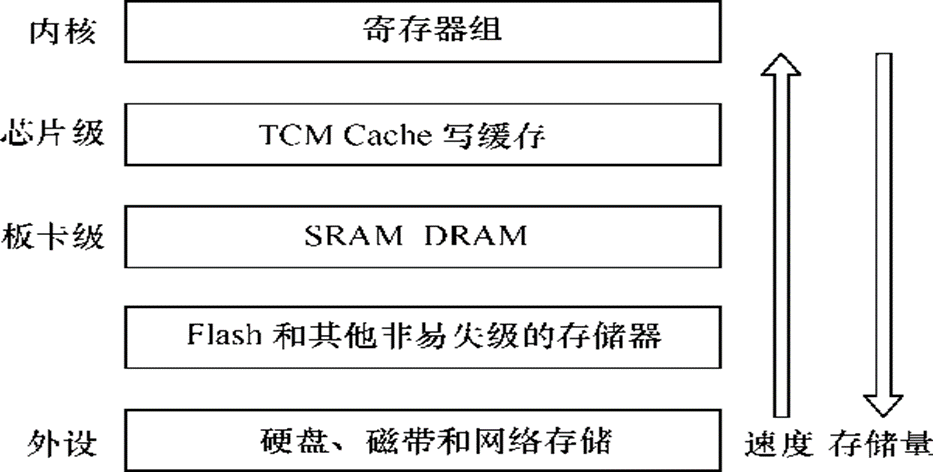 内核 寄存器组
芯片级 TCM Cache 写缓存
板卡级 SRAM DRAM
Flash 和其他非易失级的存储器
外设 硬盘、磁带和网络存储 速度 存储量